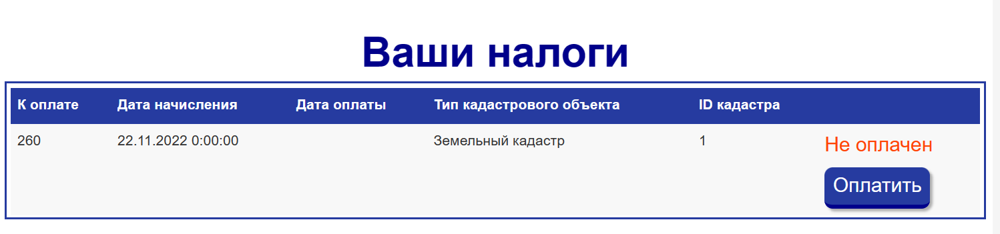 Ваши налоги
К оплате Дата начисления Дата оплаты Тип кадастрового объекта ID кадастра
260 22.11.2022 0:00:00 Земельный кадастр 1 Не оплачен
Оплатить